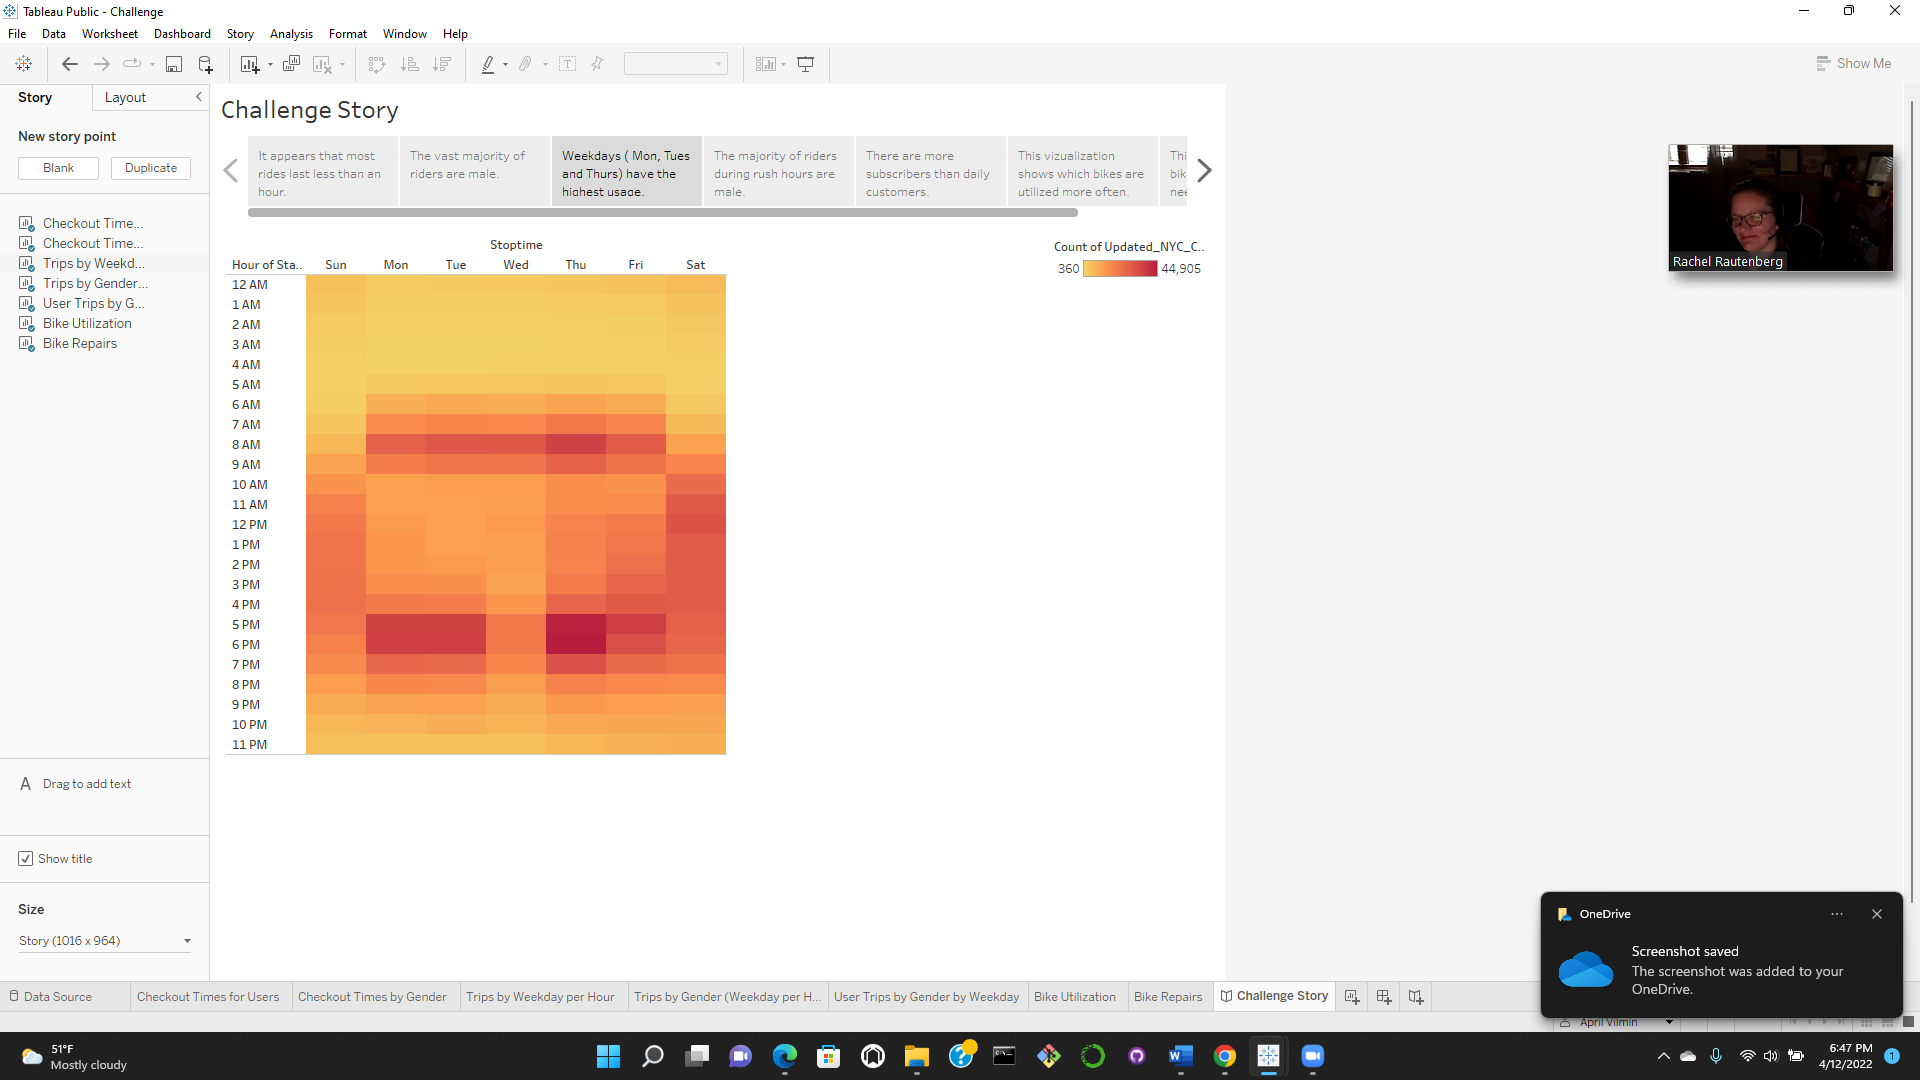 Tableau Public - Challenge
File Data Worksheet Dashboard Story Analysis Format Window Help
Show Me
Story Layout
New story point
Blank Duplicate
Checkout Time...
Checkout Time...
Trips by Weekd...
Trips by Gender...
User Trips by G...
Bike Utilization
Bike Repairs
A Drag to add text
Show title
Size
Story (1016 x 964)
Challenge Story
It appears that most
rides last less than an
hour.
The vast majority of
riders are male.
Weekdays ( Mon, Tues
and Thurs) have the
highest usage.
The majority of riders
during rush hours are
male.
There are more
subscribers than daily
customers.
This vizualization
shows which bikes are
utilized more often.
Thi
bik
nee
Stoptime
Hour of Sta.. Sun Mon Tue Wed Thu Fri Sat
12 AM
1 AM
2 AM
3 AM
4 AM
5 AM
6 AM
7 AM
8 AM
9 AM
10 AM
11 AM
12 PM
1 PM
2 PM
3 PM
4 PM
5 PM
6 PM
7 PM
8 PM
9 PM
10 PM
11 PM
Count of Updated_NYC_C..
360 44,905
Rachel Rautenberg
OneDrive
Screenshot saved
The screenshot was added to your
OneDrive.
Data Source Checkout Times for Users Checkout Times by Gender Trips by Weekday per Hour Trips by Gender (Weekday per H... User Trips by Gender by Weekday Bike Utilization Bike Repairs Challenge Story
April Vilmin
51°F
Mostly cloudy
6:47 PM
4/12/2022
1